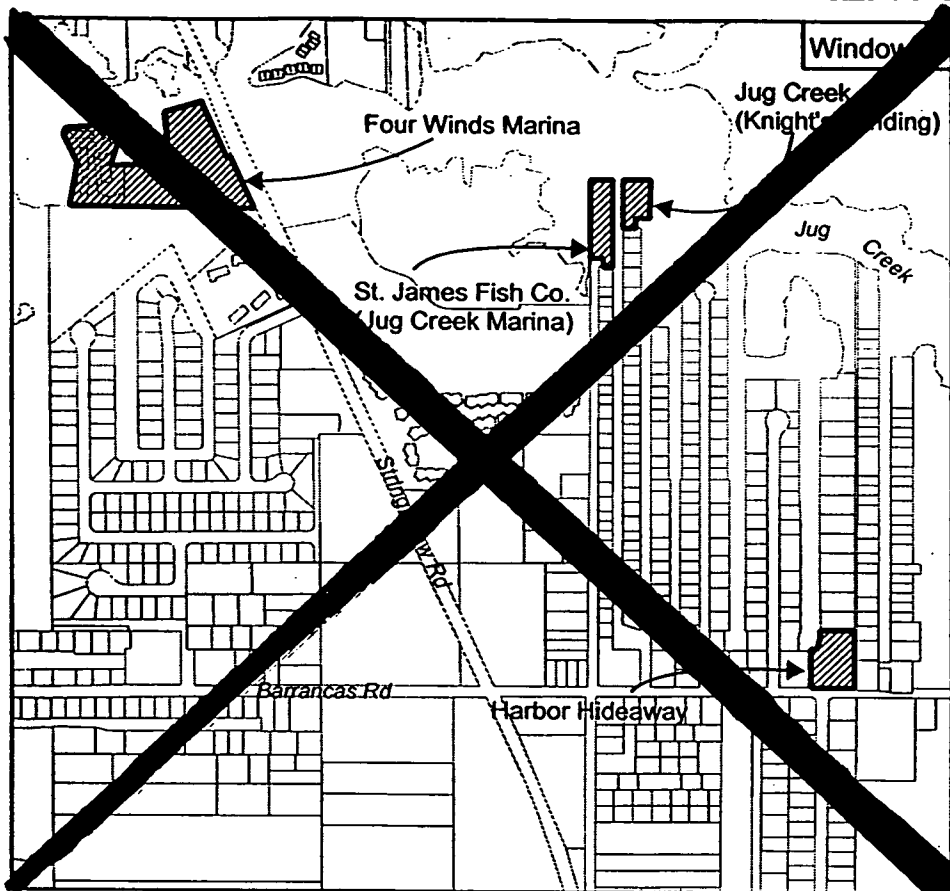 Window
Jug Creek
(Knight's
Four Winds Marina
Jug
Creek
St. James Fish Co.
(Jug Creek Marina)
Rd
Barrancas Rd
Harbor Hideaway